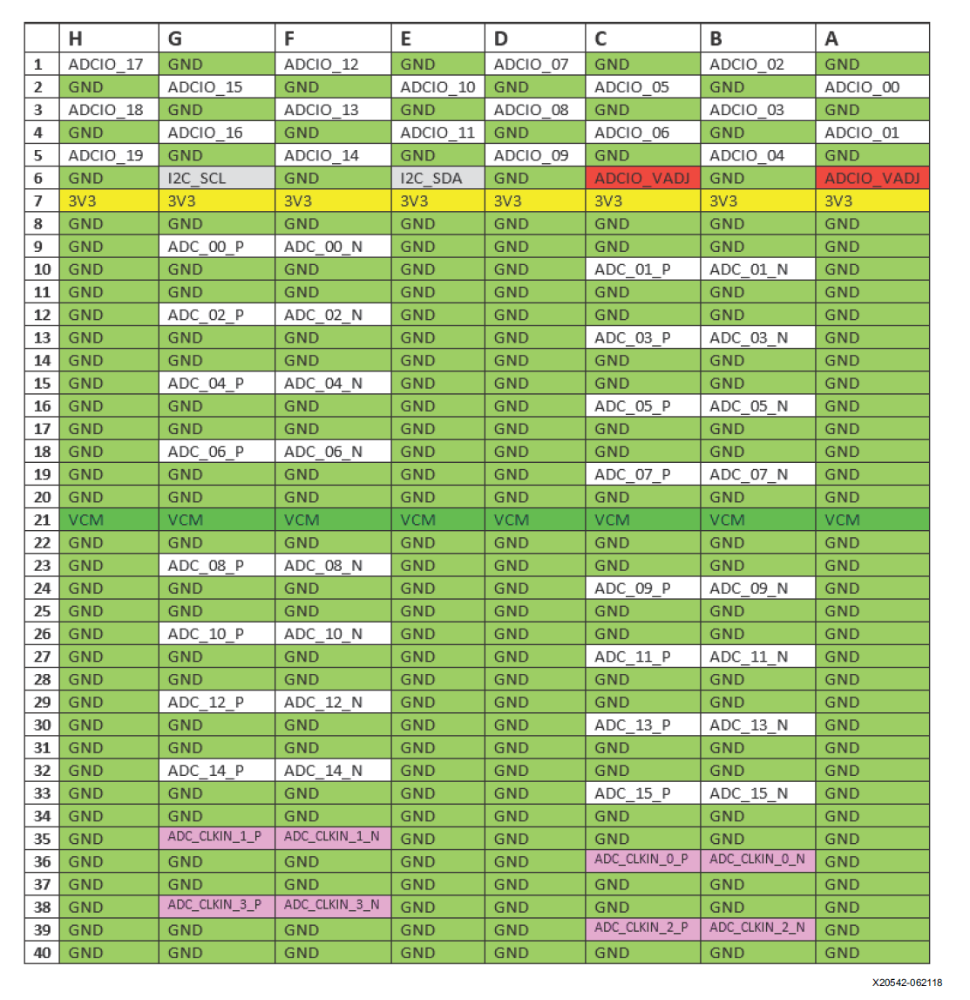 H G F E D C B A
1 ADCIO_17 GND ADCIO_12 GND ADCIO_07 GND ADCIO_02 GND
2 GND ADCIO_15 GND ADCIO_10 GND ADCIO_05 GND ADCIO_00
3 ADCIO_18 GND ADCIO_13 GND ADCIO_08 GND ADCIO_03 GND
4 GND ADCIO_16 GND ADCIO_11 GND ADCIO_06 GND ADCIO_01
5 ADCIO_19 GND ADCIO_14 GND ADCIO_09 GND ADCIO_04 GND
6 GND I2C_SCL GND I2C_SDA GND ADCIO_VADJ GND ADCIO_VADJ
7 3V3 3V3 3V3 3V3 3V3 3V3 3V3 3V3
8 GND GND GND GND GND GND GND GND
9 GND ADC_00_P ADC_00_N GND GND GND GND GND
10 GND GND GND GND GND ADC_01_P ADC_01_N GND
11 GND GND GND GND GND GND GND GND
12 GND ADC_02_P ADC_02_N GND GND GND GND GND
13 GND GND GND GND GND ADC_03_P ADC_03_N GND
14 GND GND GND GND GND GND GND GND
15 GND ADC_04_P ADC_04_N GND GND GND GND GND
16 GND GND GND GND GND ADC_05_P ADC_05_N GND
17 GND GND GND GND GND GND GND GND
18 GND ADC_06_P ADC_06_N GND GND GND GND GND
19 GND GND GND GND GND ADC_07_P ADC_07_N GND
20 GND GND GND GND GND GND GND GND
21 VCM VCM VCM VCM VCM VCM VCM VCM
22 GND GND GND GND GND GND GND GND
23 GND ADC_08_P ADC_08_N GND GND GND GND GND
24 GND GND GND GND GND ADC_09_P ADC_09_N GND
25 GND GND GND GND GND GND GND GND
26 GND ADC_10_P ADC_10_N GND GND GND GND GND
27 GND GND GND GND GND ADC_11_P ADC_11_N GND
28 GND GND GND GND GND GND GND GND
29 GND ADC_12_P ADC_12_N GND GND GND GND GND
30 GND GND GND GND GND ADC_13_P ADC_13_N GND
31 GND GND GND GND GND GND GND GND
32 GND ADC_14_P ADC_14_N GND GND GND GND GND
33 GND GND GND GND GND ADC_15_P ADC_15_N GND
34 GND GND GND GND GND GND GND GND
35 GND ADC_CLKIN_1_P ADC_CLKIN_1_N GND GND GND GND GND
36 GND GND GND GND GND ADC_CLKIN_0_P ADC_CLKIN_0_N GND
37 GND GND GND GND GND GND GND GND
38 GND ADC_CLKIN_3_P ADC_CLKIN_3_N GND GND GND GND GND
39 GND GND GND GND GND ADC_CLKIN_2_P ADC_CLKIN_2_N GND
40 GND GND GND GND GND GND GND GND
X20542-062118